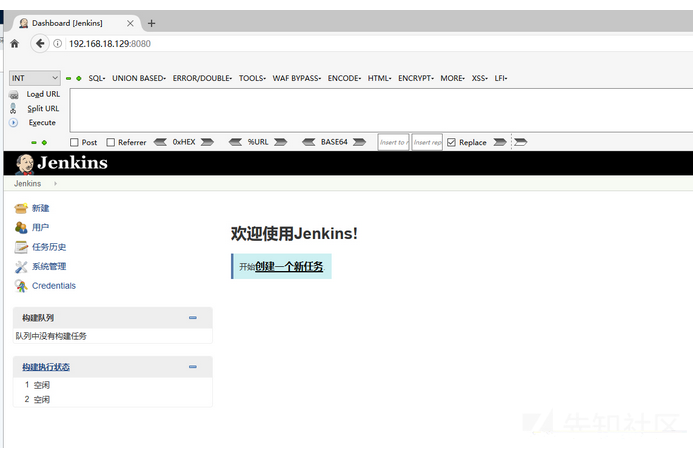 Dashboard [Jenkins]
192.168.18.129:8080
INT SQL UNION BASED ERROR/DOUBLE TOOLS WAF BYPASS ENCODE HTML ENCRYPT MORE XSS LFI
Load URL
Split URL
Execute
Post Referrer 0xHEX %URL BASE64 Insert to r Insert rep Replace
Jenkins
Jenkins
新建
用户
任务历史
系统管理
Credentials
欢迎使用Jenkins!
开始创建一个新任务
构建队列
队列中没有构建任务
构建执行状态
1 空闲
2 空闲
先知社区